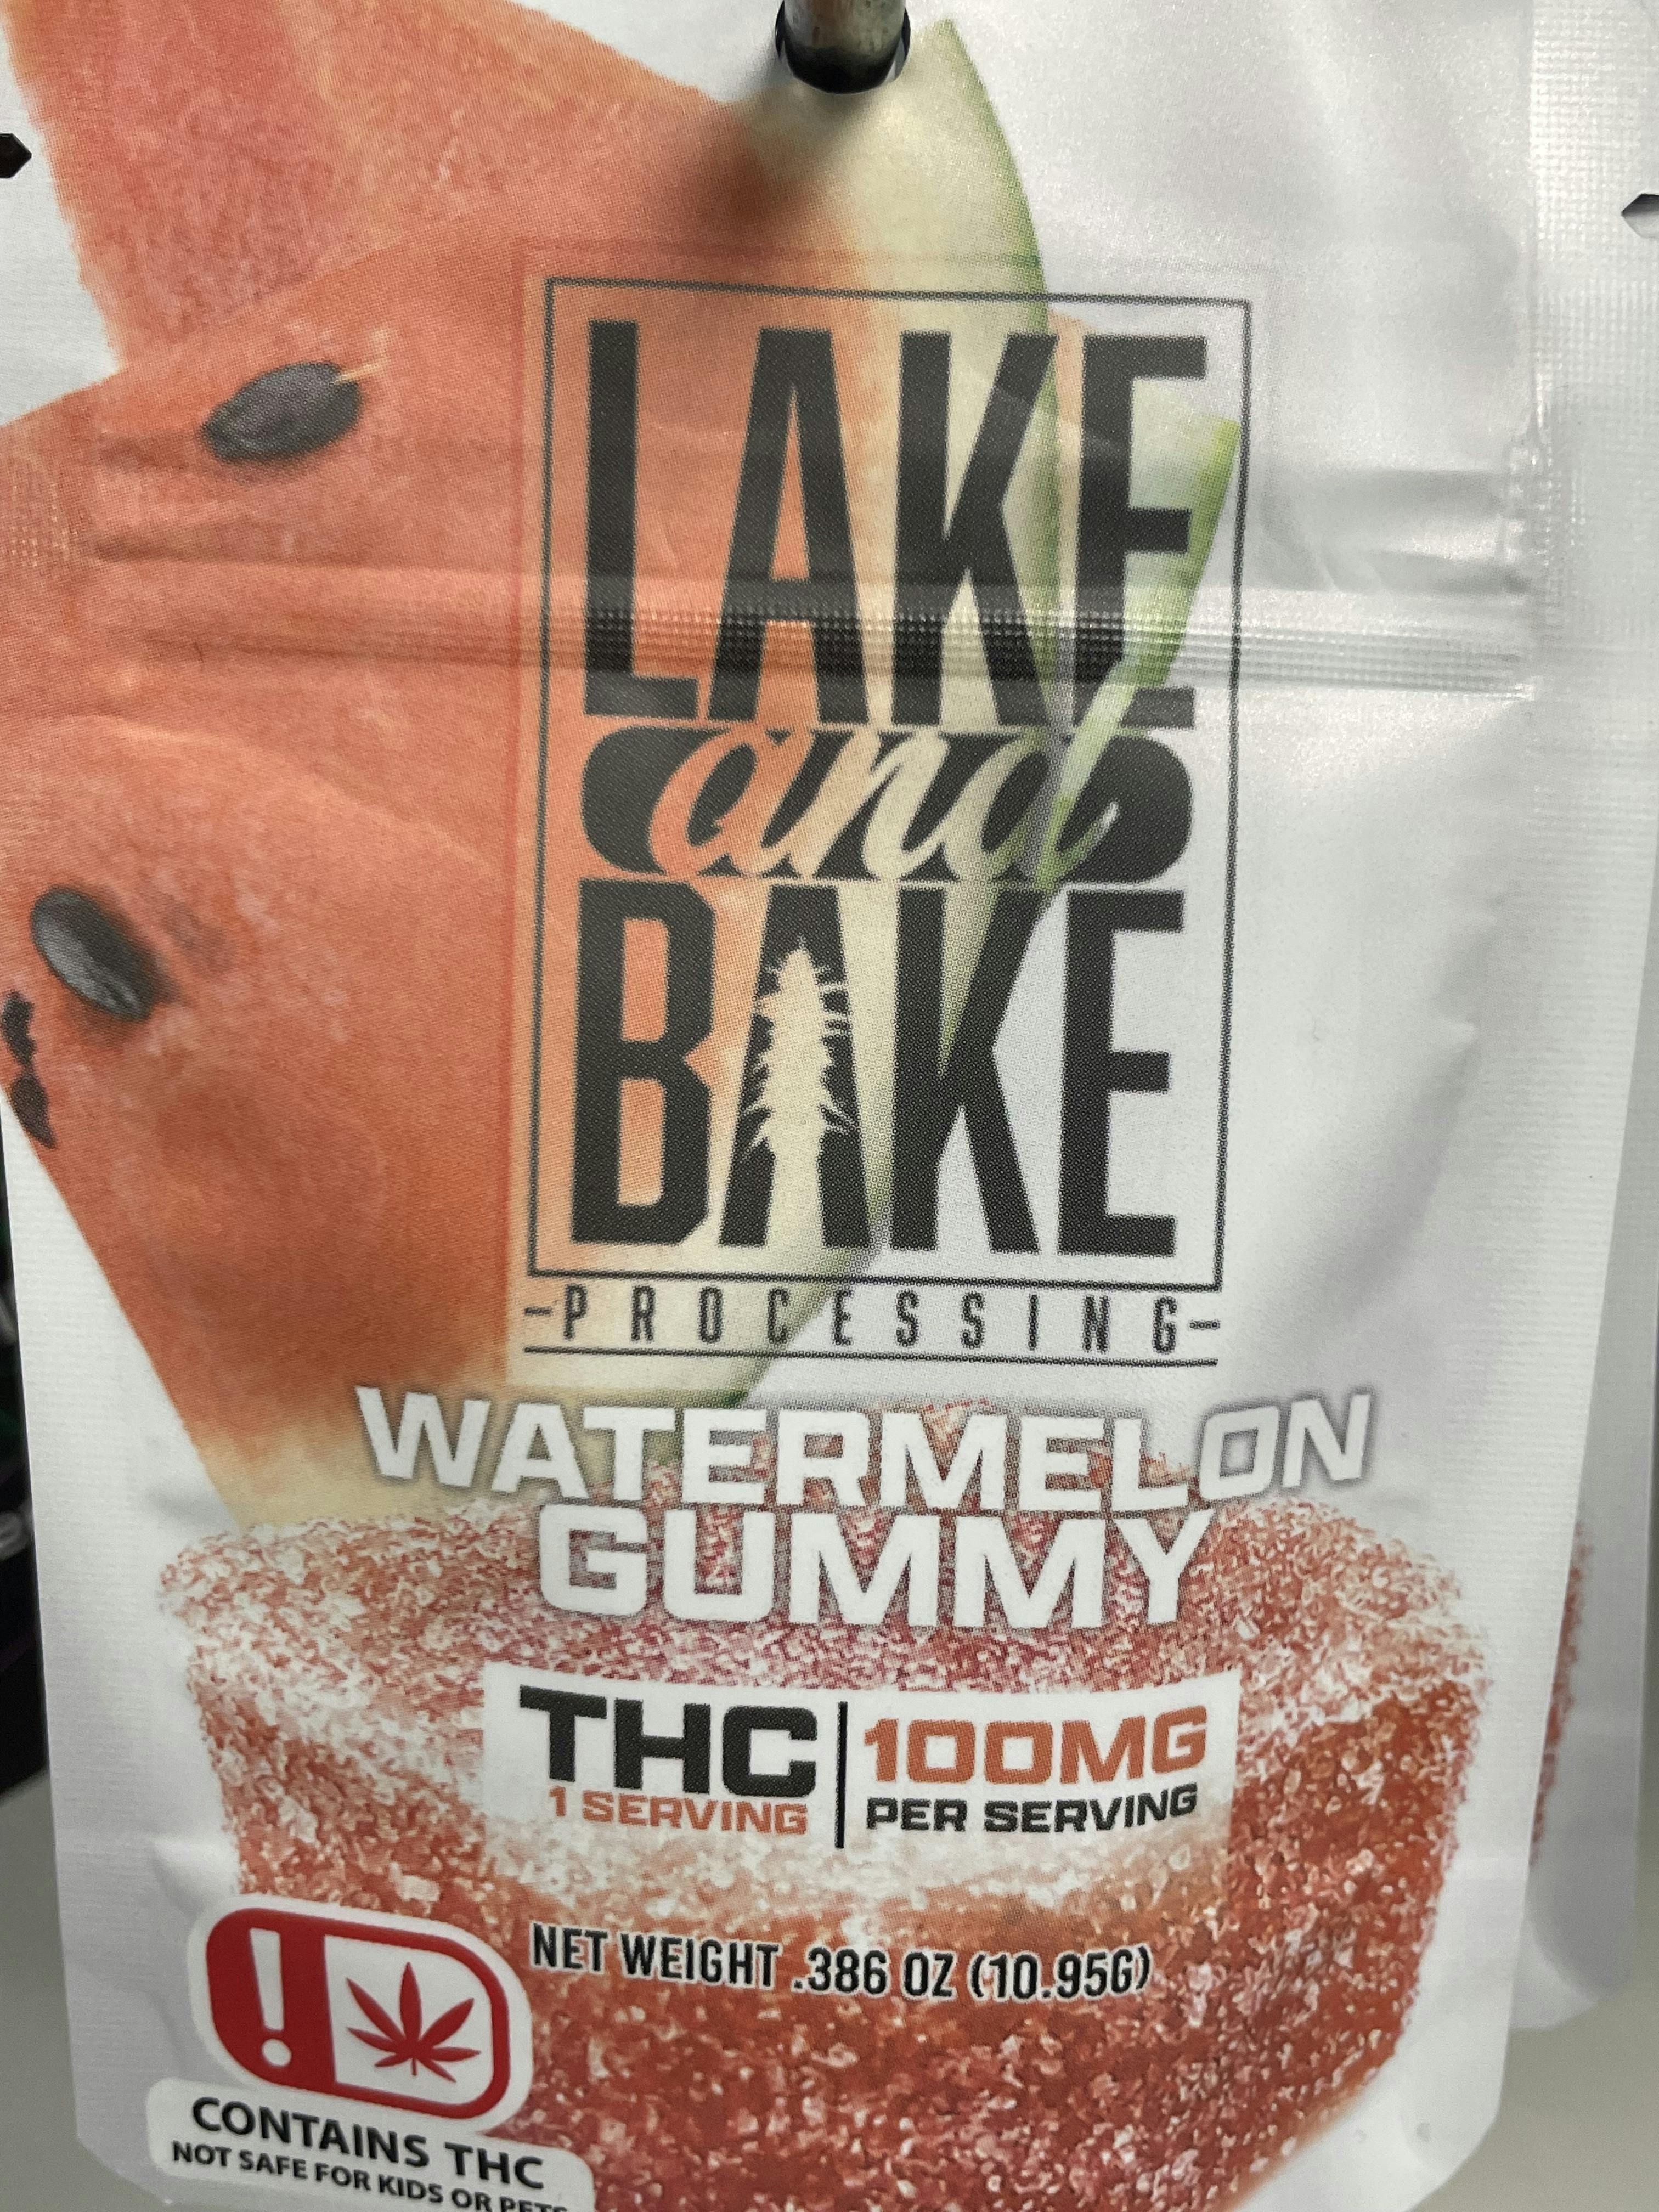 LAKE
and
BAKE
-PROCESSING-
WATERMELON
GUMMY
THC
1 SERVING
100MG
PER SERVING
NET WEIGHT .386 OZ (10.95G)
!
CONTAINS THC
NOT SAFE FOR KIDS OR PETS